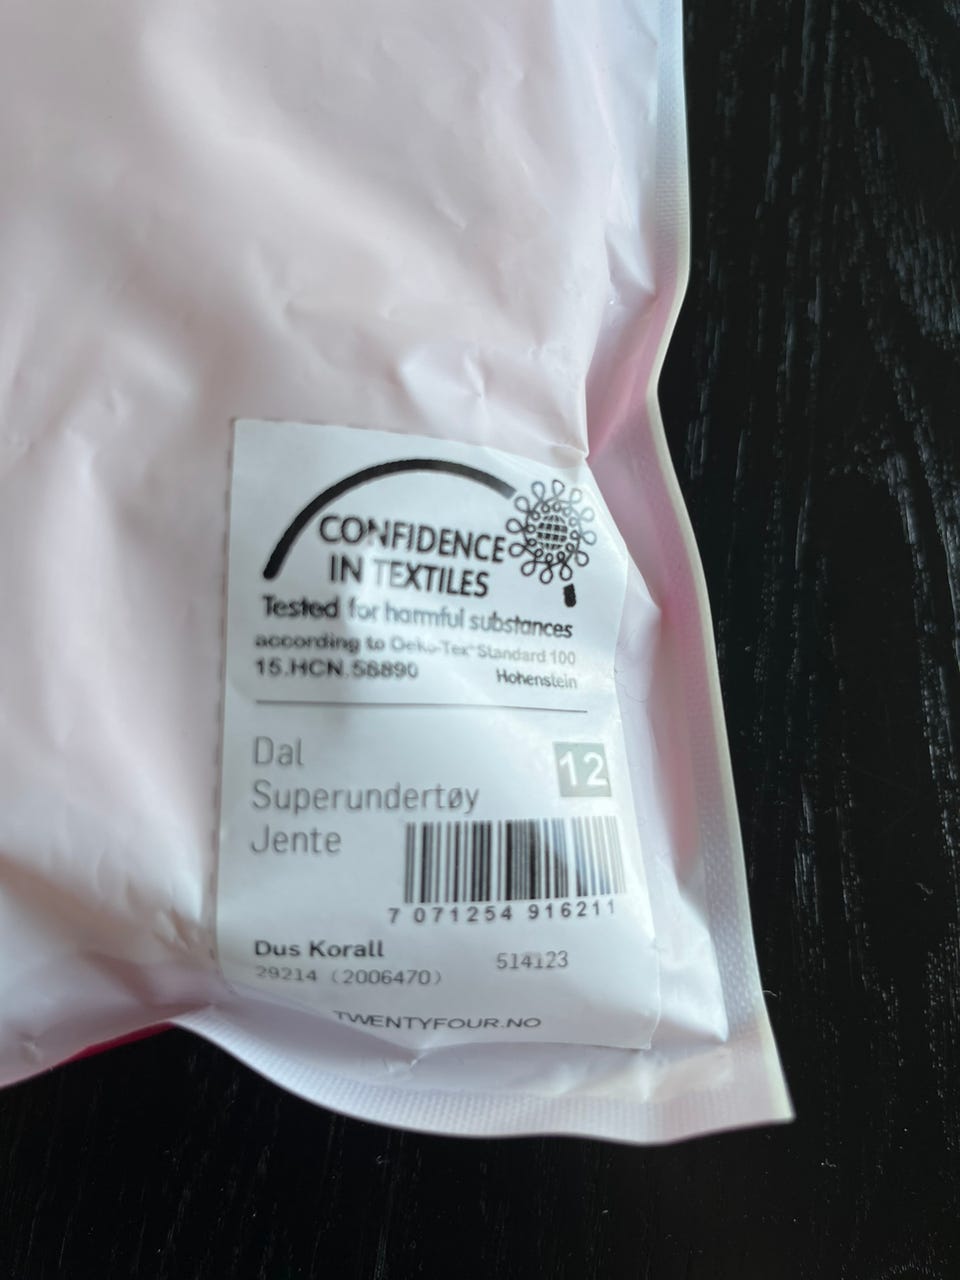 CONFIDENCE
IN TEXTILES
Tested for harmful substances
according to Oeko-Tex® Standard 100
15.HCN.56890 Hohenstein
Dal 12
Superundertøy
Jente
7 071254 916211
Dus Korall 514123
29214 (2006470)
TWENTYFOUR.NO